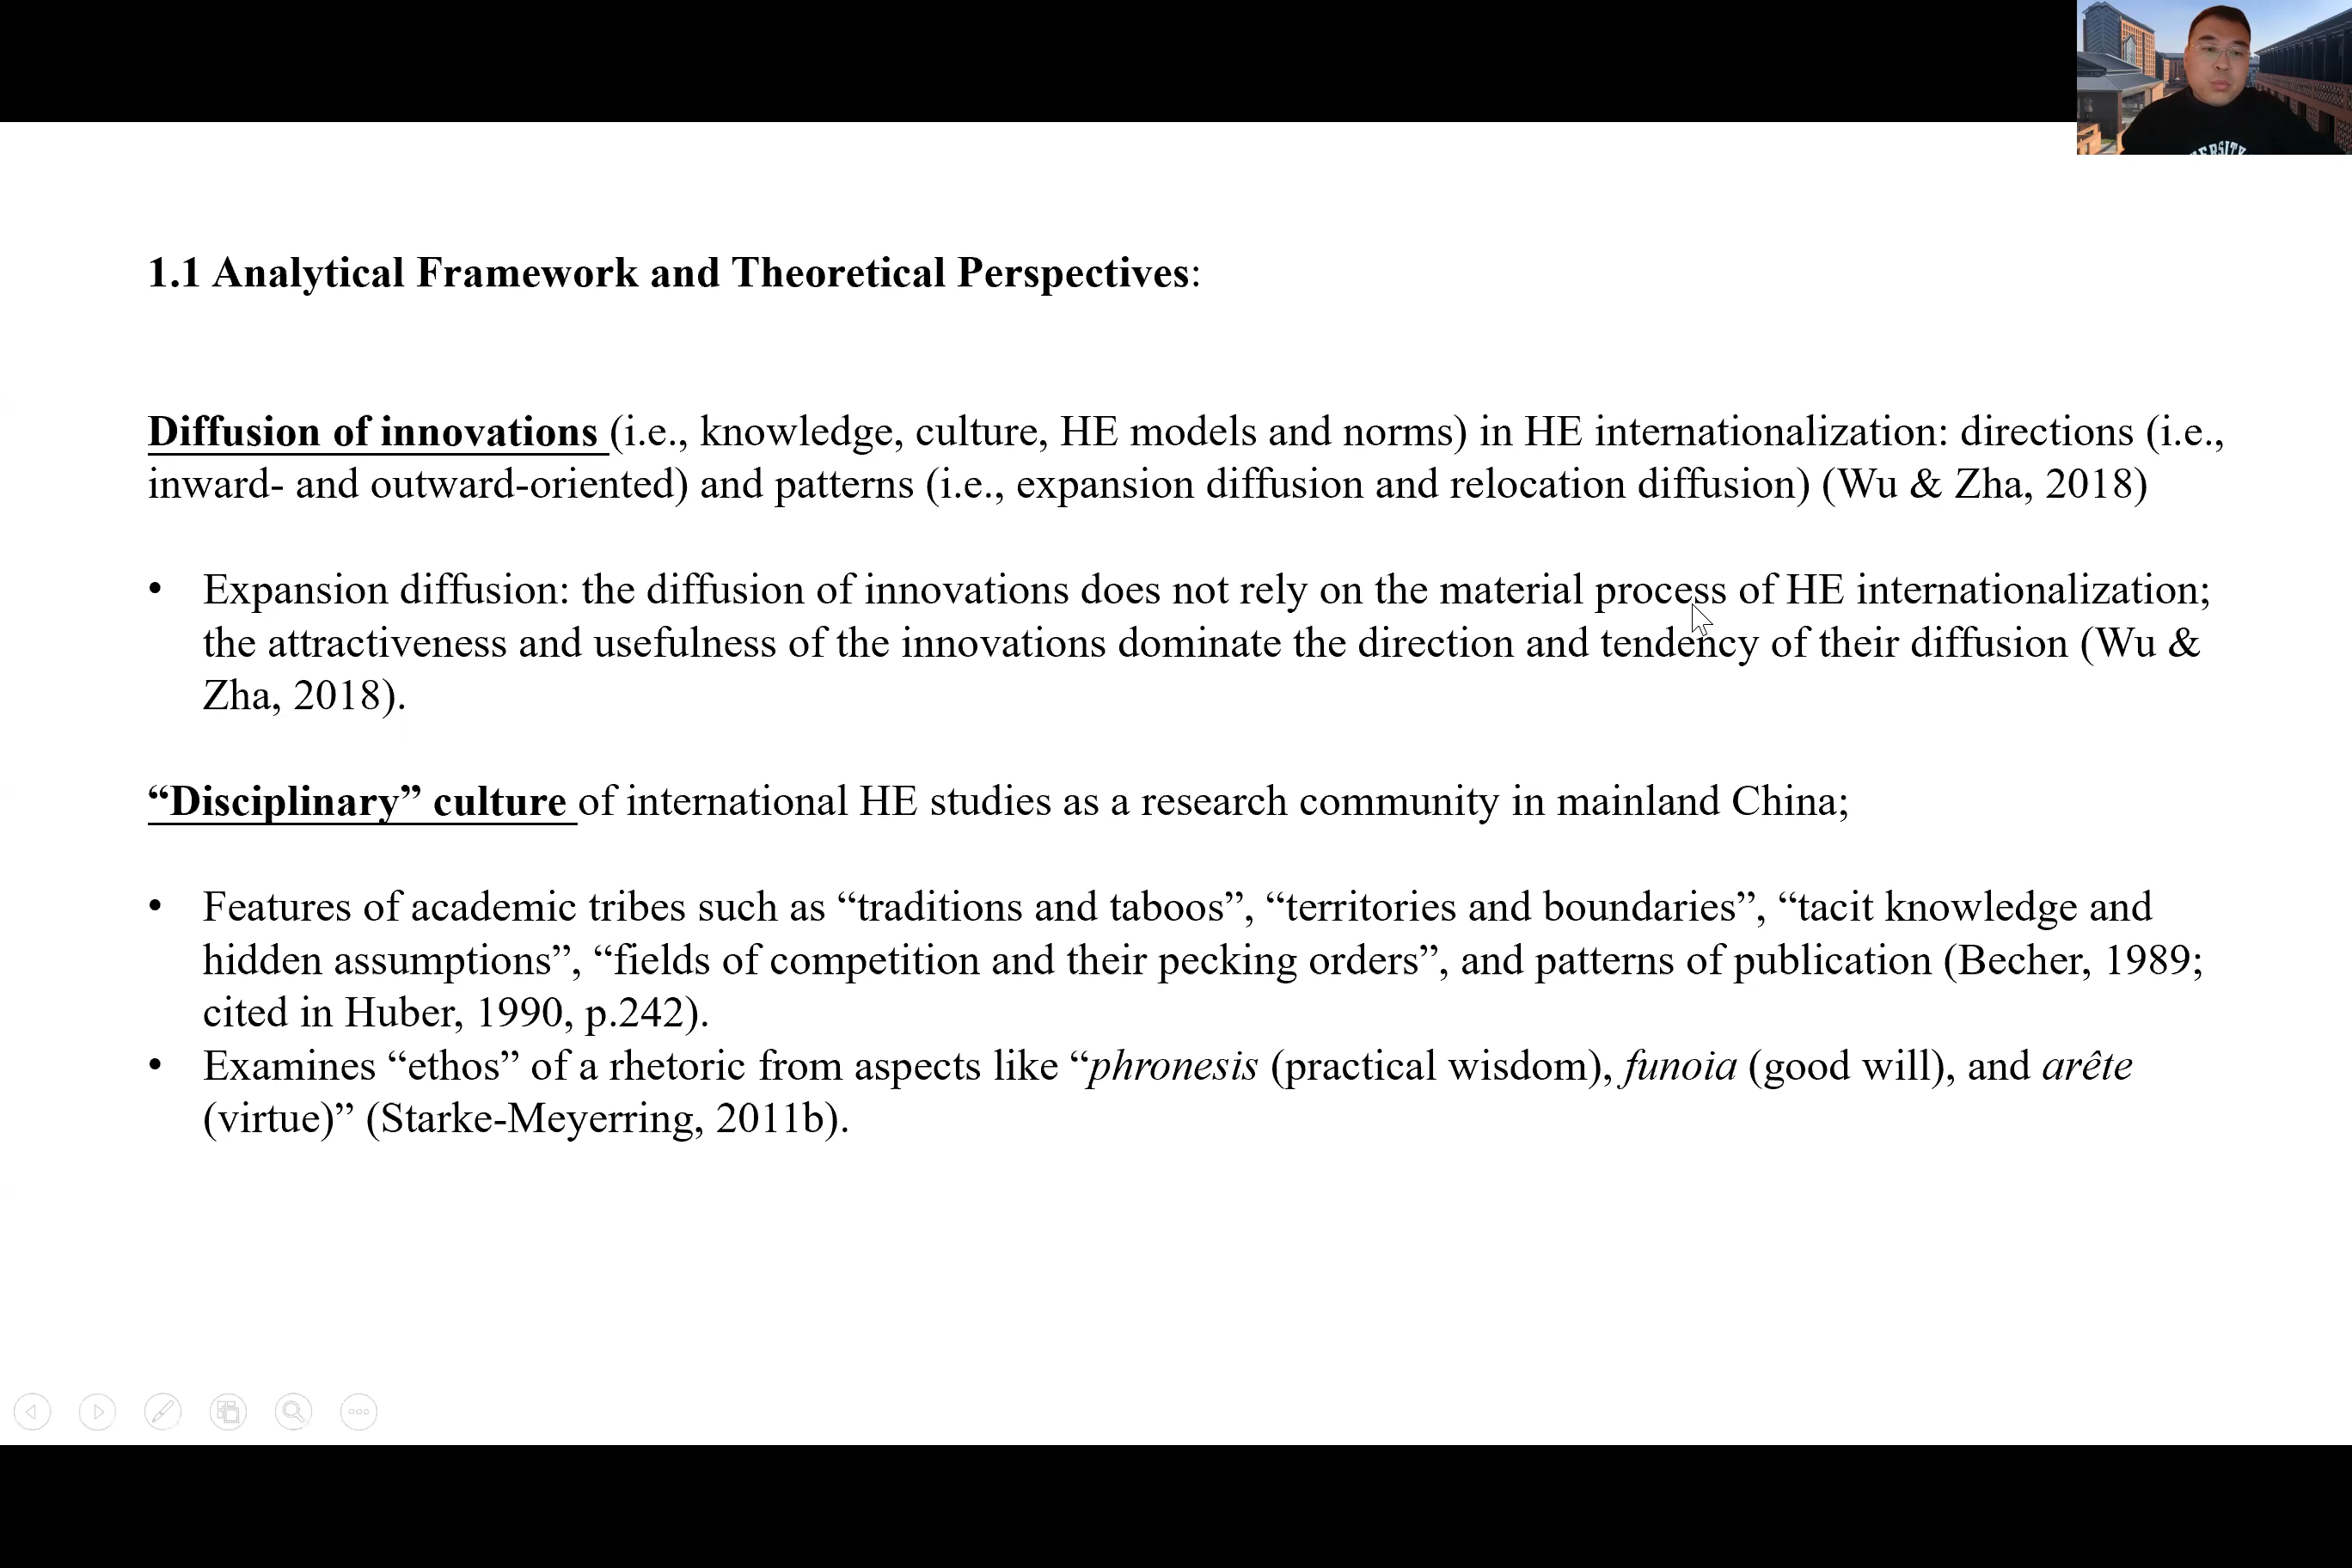 1.1 Analytical Framework and Theoretical Perspectives:
Diffusion of innovations (i.e., knowledge, culture, HE models and norms) in HE internationalization: directions (i.e.,
inward- and outward-oriented) and patterns (i.e., expansion diffusion and relocation diffusion) (Wu & Zha, 2018)
• Expansion diffusion: the diffusion of innovations does not rely on the material process of HE internationalization;
the attractiveness and usefulness of the innovations dominate the direction and tendency of their diffusion (Wu &
Zha, 2018).
“Disciplinary” culture of international HE studies as a research community in mainland China;
• Features of academic tribes such as “traditions and taboos”, “territories and boundaries”, “tacit knowledge and
hidden assumptions”, “fields of competition and their pecking orders”, and patterns of publication (Becher, 1989;
cited in Huber, 1990, p.242).
• Examines “ethos” of a rhetoric from aspects like “phronesis (practical wisdom), funoia (good will), and arête
(virtue)” (Starke-Meyerring, 2011b).